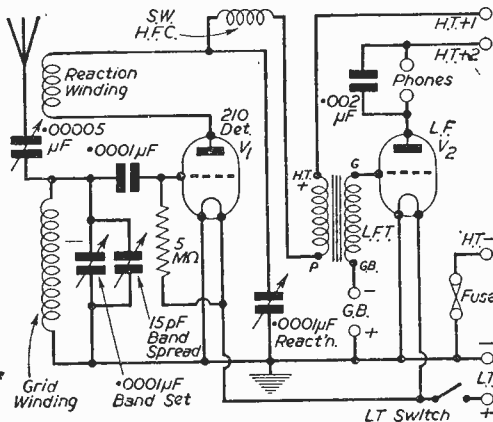 S.W.
H.F.C.
H.T.+1
H.T.+2
Reaction
Winding
Phones
.002
µF
.00005
µF
.0001µF
210
Det.
V1
L.F.
V2
H.T.
+
G
5
MΩ
L.F.T.
P
G.B.
HT-
-
G.B.
+
Fuse
15pF
Band
Spread
.0001µF
React'n.
Grid
Winding
.0001µF
Band Set
-
L.T.
+
LT Switch